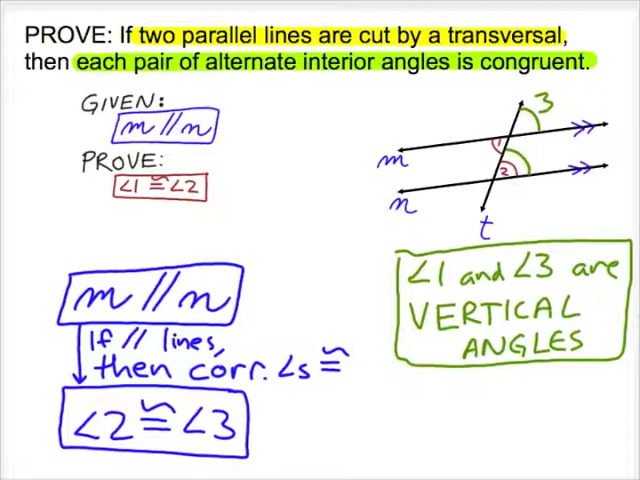 PROVE: If two parallel lines are cut by a transversal,
then each pair of alternate interior angles is congruent.
GIVEN:
m // n
PROVE:
∠1 ≅ ∠2
3
1
m
2
n
t
∠1 and ∠3 are
VERTICAL
ANGLES
m // n
If // lines,
then corr. ∠s ≅
∠2 ≅ ∠3